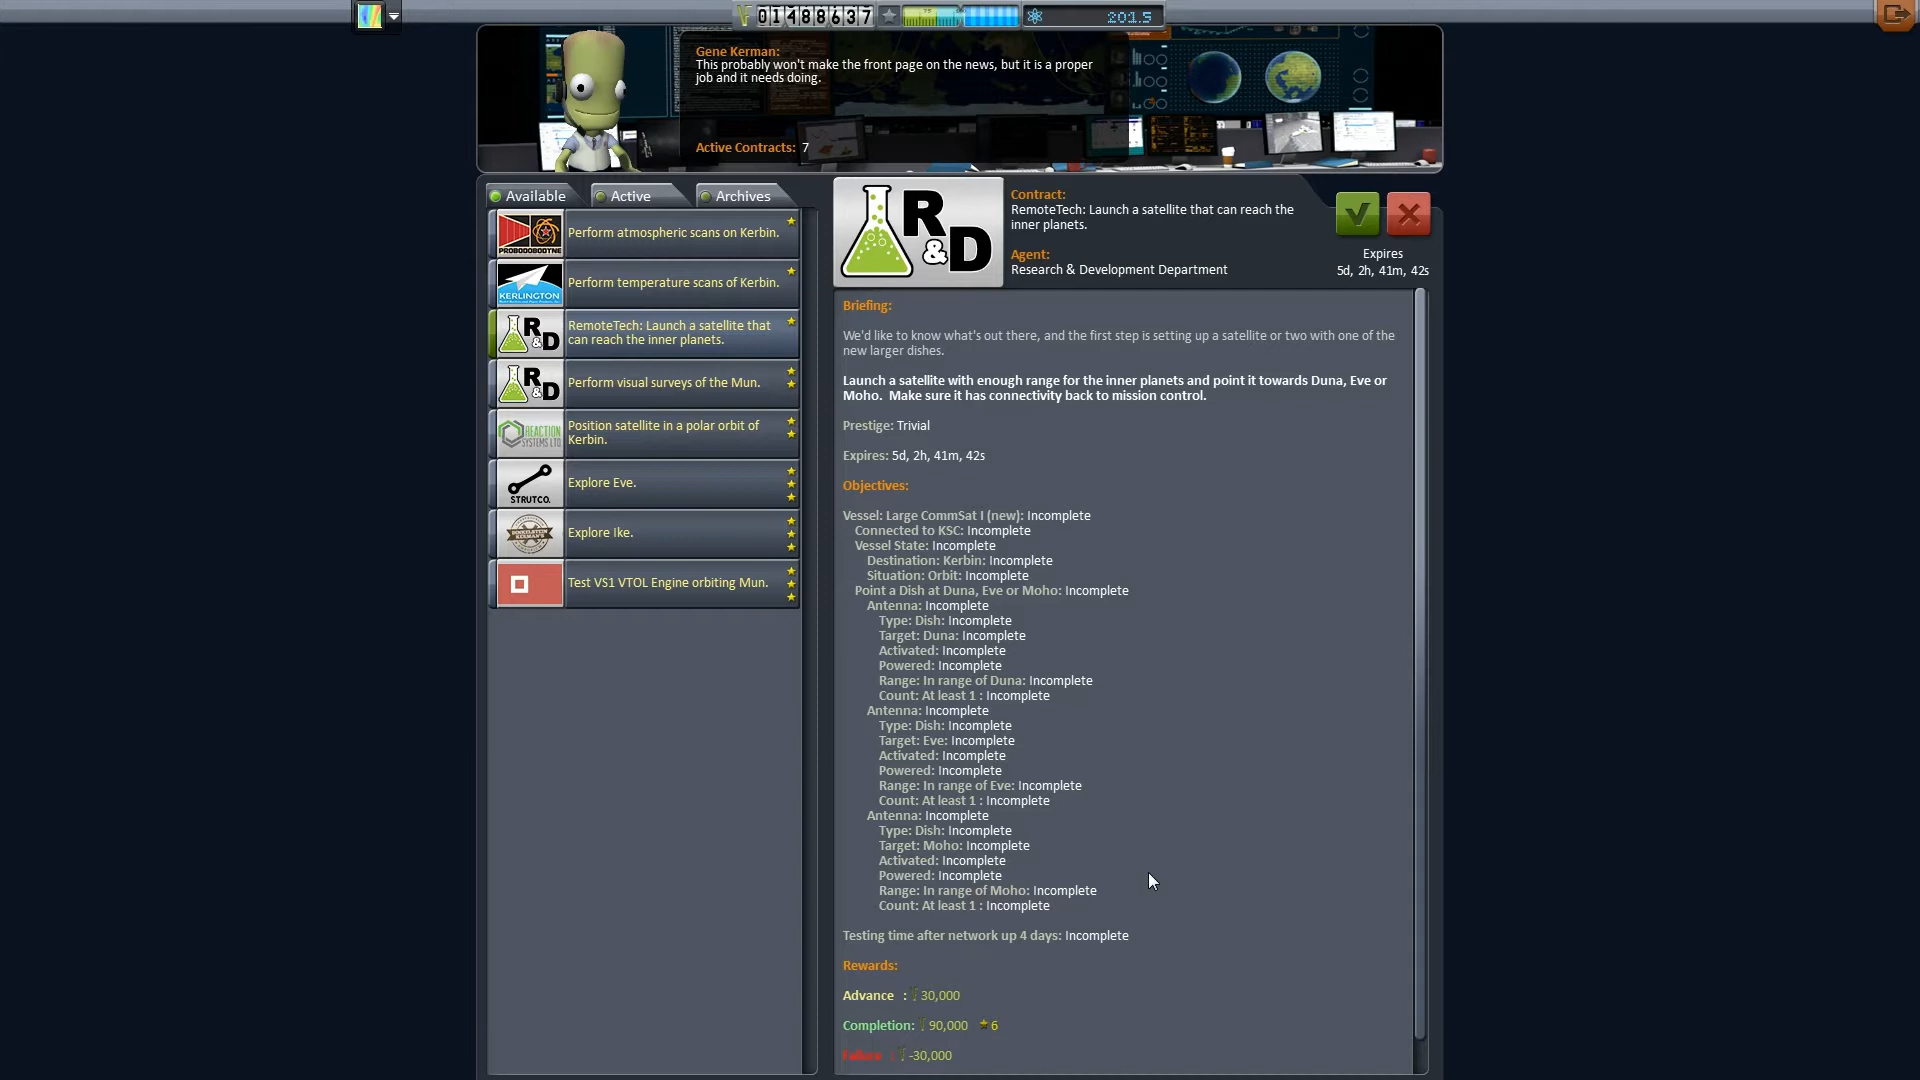 01488637
75
201.5
Gene Kerman:
This probably won't make the front page on the news, but it is a proper
job and it needs doing.
Active Contracts: 7
Available
Active
Archives
PROBODOBODYNE
Perform atmospheric scans on Kerbin.
KERLINGTON
Perform temperature scans of Kerbin.
R&D
RemoteTech: Launch a satellite that
can reach the inner planets.
R&D
Perform visual surveys of the Mun.
REACTION
SYSTEMS LTD
Position satellite in a polar orbit of
Kerbin.
STRUTCO.
Explore Eve.
Explore Ike.
Test VS1 VTOL Engine orbiting Mun.
R&D
Contract:
RemoteTech: Launch a satellite that can reach the
inner planets.
Agent:
Research & Development Department
Expires
5d, 2h, 41m, 42s
Briefing:
We'd like to know what's out there, and the first step is setting up a satellite or two with one of the
new larger dishes.
Launch a satellite with enough range for the inner planets and point it towards Duna, Eve or
Moho. Make sure it has connectivity back to mission control.
Prestige: Trivial
Expires: 5d, 2h, 41m, 42s
Objectives:
Vessel: Large CommSat I (new): Incomplete
Connected to KSC: Incomplete
Vessel State: Incomplete
Destination: Kerbin: Incomplete
Situation: Orbit: Incomplete
Point a Dish at Duna, Eve or Moho: Incomplete
Antenna: Incomplete
Type: Dish: Incomplete
Target: Duna: Incomplete
Activated: Incomplete
Powered: Incomplete
Range: In range of Duna: Incomplete
Count: At least 1 : Incomplete
Antenna: Incomplete
Type: Dish: Incomplete
Target: Eve: Incomplete
Activated: Incomplete
Powered: Incomplete
Range: In range of Eve: Incomplete
Count: At least 1 : Incomplete
Antenna: Incomplete
Type: Dish: Incomplete
Target: Moho: Incomplete
Activated: Incomplete
Powered: Incomplete
Range: In range of Moho: Incomplete
Count: At least 1 : Incomplete
Testing time after network up 4 days: Incomplete
Rewards:
Advance : 30,000
Completion: 90,000 6
Failure : -30,000